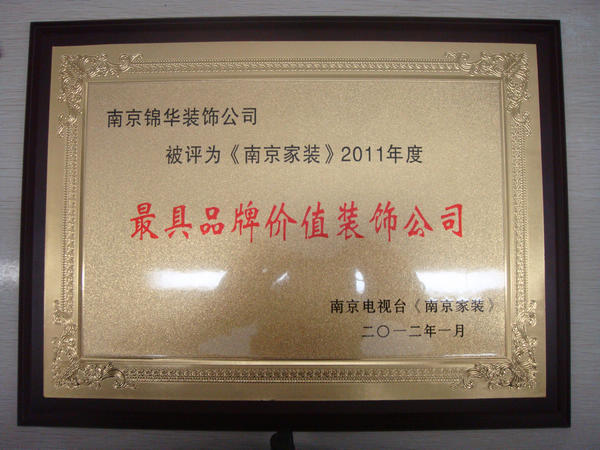 南京锦华装饰公司
被评为《南京家装》2011年度
最具品牌价值装饰公司
南京电视台《南京家装》
二〇一二年一月